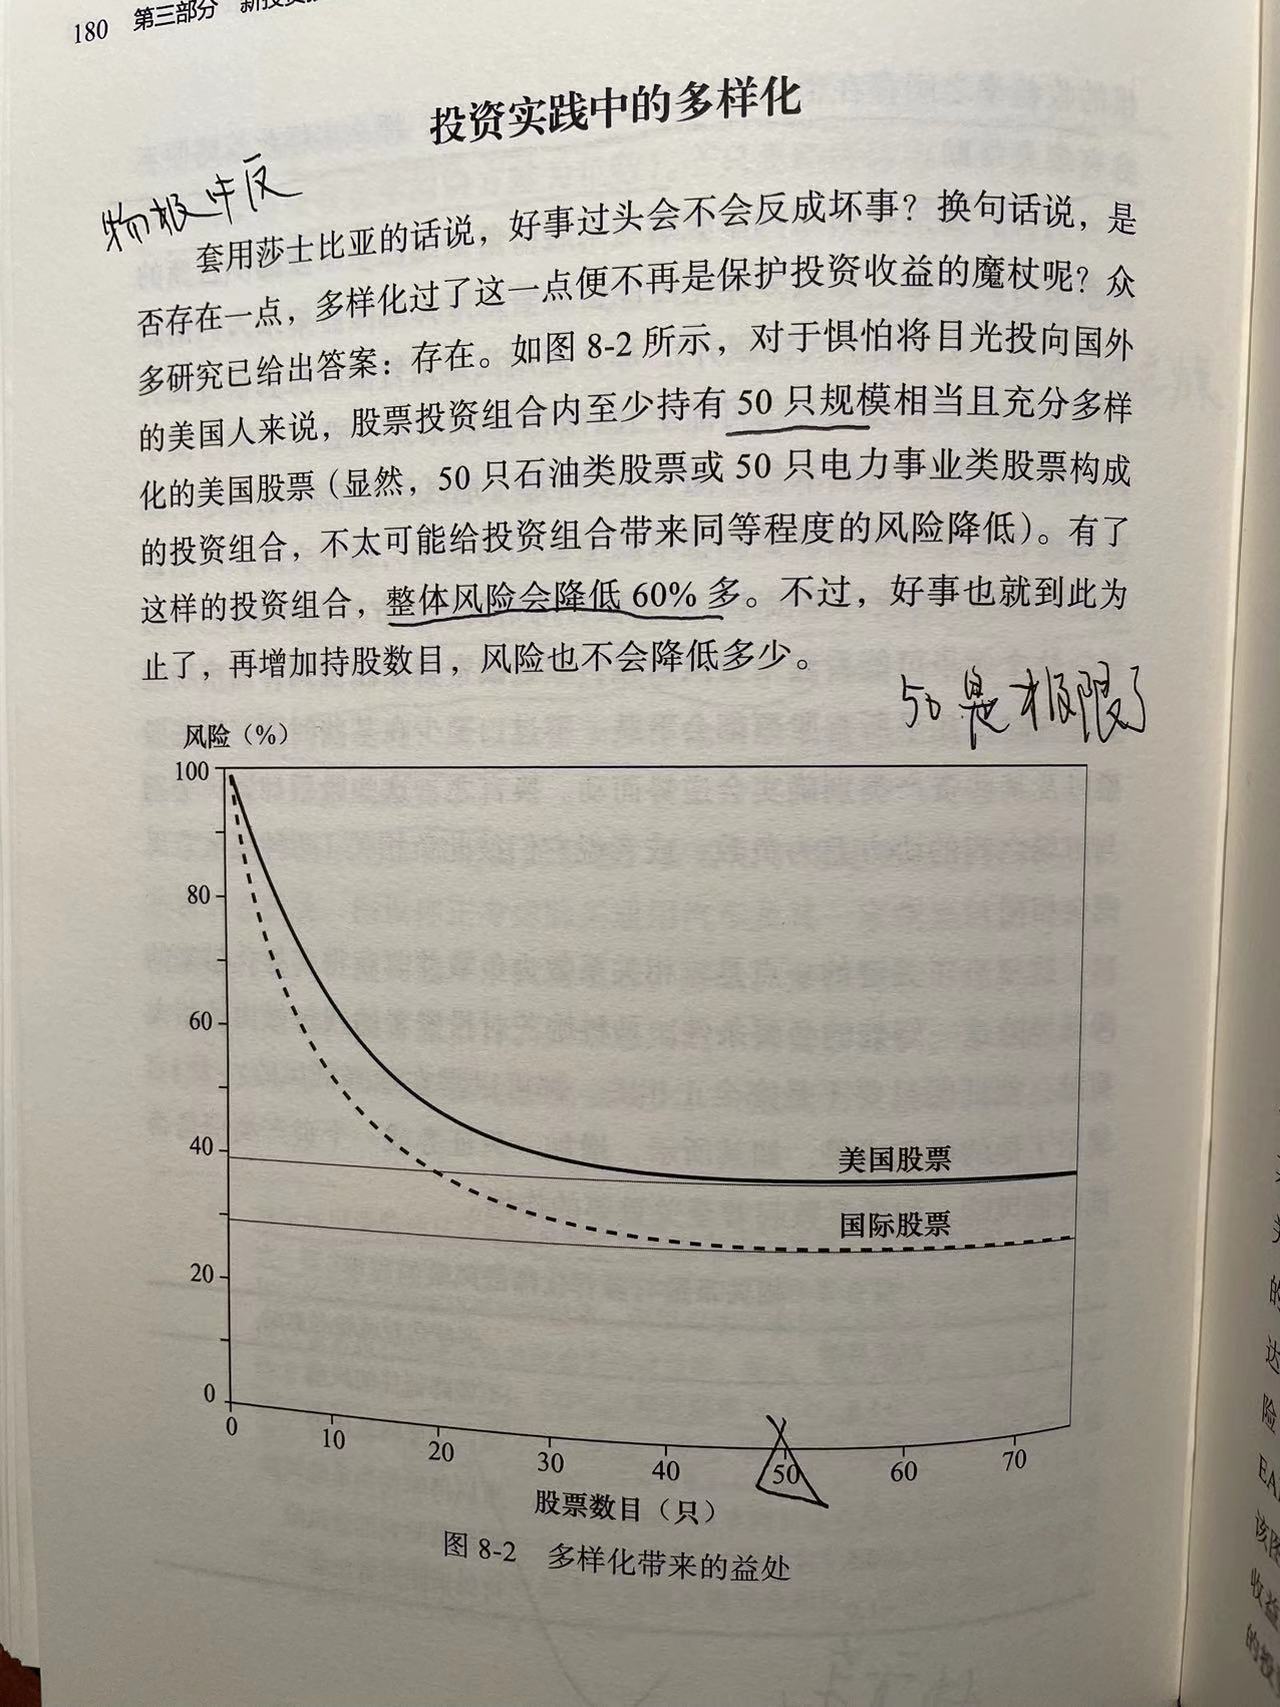 180 第三部分 新投资
投资实践中的多样化
物极必反
套用莎士比亚的话说，好事过头会不会反成坏事？换句话说，是
否存在一点，多样化过了这一点便不再是保护投资收益的魔杖呢？众
多研究已给出答案：存在。如图 8-2 所示，对于惧怕将目光投向国外
的美国人来说，股票投资组合内至少持有 50 只规模相当且充分多样
化的美国股票（显然，50 只石油类股票或 50 只电力事业类股票构成
的投资组合，不太可能给投资组合带来同等程度的风险降低）。有了
这样的投资组合，整体风险会降低 60% 多。不过，好事也就到此为
止了，再增加持股数目，风险也不会降低多少。
50 是极限了
风险（%）
100
80
60
40
20
0
美国股票
国际股票
0 10 20 30 40 50 60 70
股票数目（只）
图 8-2 多样化带来的益处
的
达
险
EA
该图
收益
的投